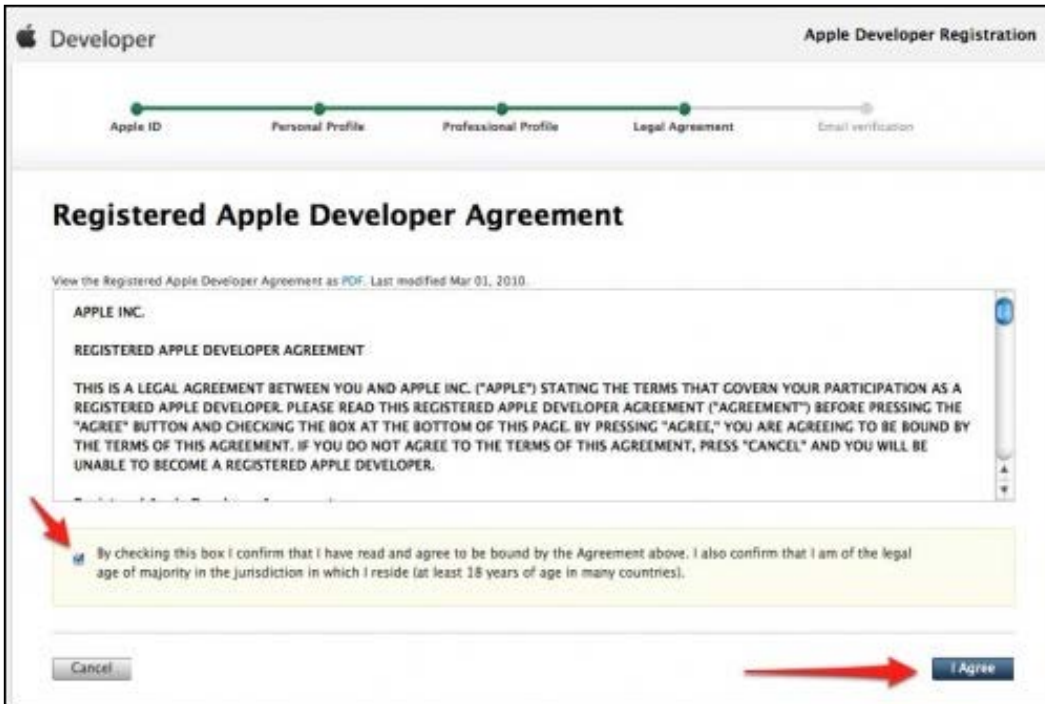 Developer
Apple Developer Registration
Apple ID
Personal Profile
Professional Profile
Legal Agreement
Email verification
Registered Apple Developer Agreement
View the Registered Apple Developer Agreement as PDF. Last modified Mar 01, 2010.
APPLE INC.
REGISTERED APPLE DEVELOPER AGREEMENT
THIS IS A LEGAL AGREEMENT BETWEEN YOU AND APPLE INC. ("APPLE") STATING THE TERMS THAT GOVERN YOUR PARTICIPATION AS A
REGISTERED APPLE DEVELOPER. PLEASE READ THIS REGISTERED APPLE DEVELOPER AGREEMENT ("AGREEMENT") BEFORE PRESSING THE
"AGREE" BUTTON AND CHECKING THE BOX AT THE BOTTOM OF THIS PAGE. BY PRESSING "AGREE," YOU ARE AGREEING TO BE BOUND BY
THE TERMS OF THIS AGREEMENT. IF YOU DO NOT AGREE TO THE TERMS OF THIS AGREEMENT, PRESS "CANCEL" AND YOU WILL BE
UNABLE TO BECOME A REGISTERED APPLE DEVELOPER.
By checking this box I confirm that I have read and agree to be bound by the Agreement above. I also confirm that I am of the legal
age of majority in the jurisdiction in which I reside (at least 18 years of age in many countries).
Cancel
I Agree